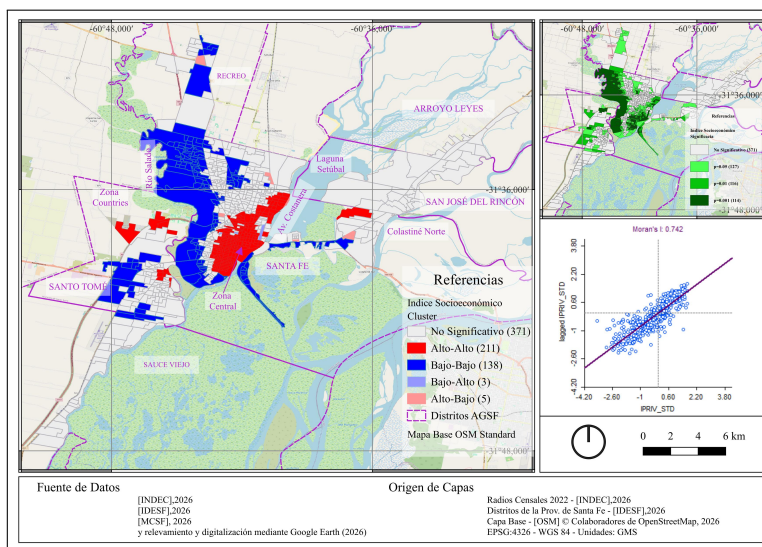 -60°48,000'
-60°36,000'
RECREO
ARROYO LEYES
Río Salado
Laguna
Setúbal
Zona
Countries
-31°36,000'
Av. Costanera
SAN JOSÉ DEL RINCÓN
Colastiné Norte
SANTO TOMÉ
SANTA FE
Zona
Central
SAUCE VIEJO
Referencias
Indice Socioeconómico
Cluster
No Significativo (371)
Alto-Alto (211)
Bajo-Bajo (138)
Bajo-Alto (3)
Alto-Bajo (5)
Distritos AGSF
Mapa Base OSM Standard
-31°48,000'
-60°48,000'
-60°36,000'
-31°36,000'
Referencias
Indice Socioeconómico
Significacia
No Significativo (371)
p=0.05 (127)
p=0.01 (116)
p=0.001 (114)
-31°48,000'
Moran's I: 0.742
lagged IPRIV_STD
3.80
2.20
0.60
-1
-2.60
-4.20
-4.20 -2.60 -1 0.60 2.20 3.80
IPRIV_STD
0 2 4 6 km
Fuente de Datos
[INDEC],2026
[IDESF],2026
[MCSF], 2026
y relevamiento y digitalización mediante Google Earth (2026)
Origen de Capas
Radios Censales 2022 - [INDEC],2026
Distritos de la Prov. de Santa Fe - [IDESF],2026
Capa Base - [OSM] © Colaboradores de OpenStreetMap, 2026
EPSG:4326 - WGS 84 - Unidades: GMS